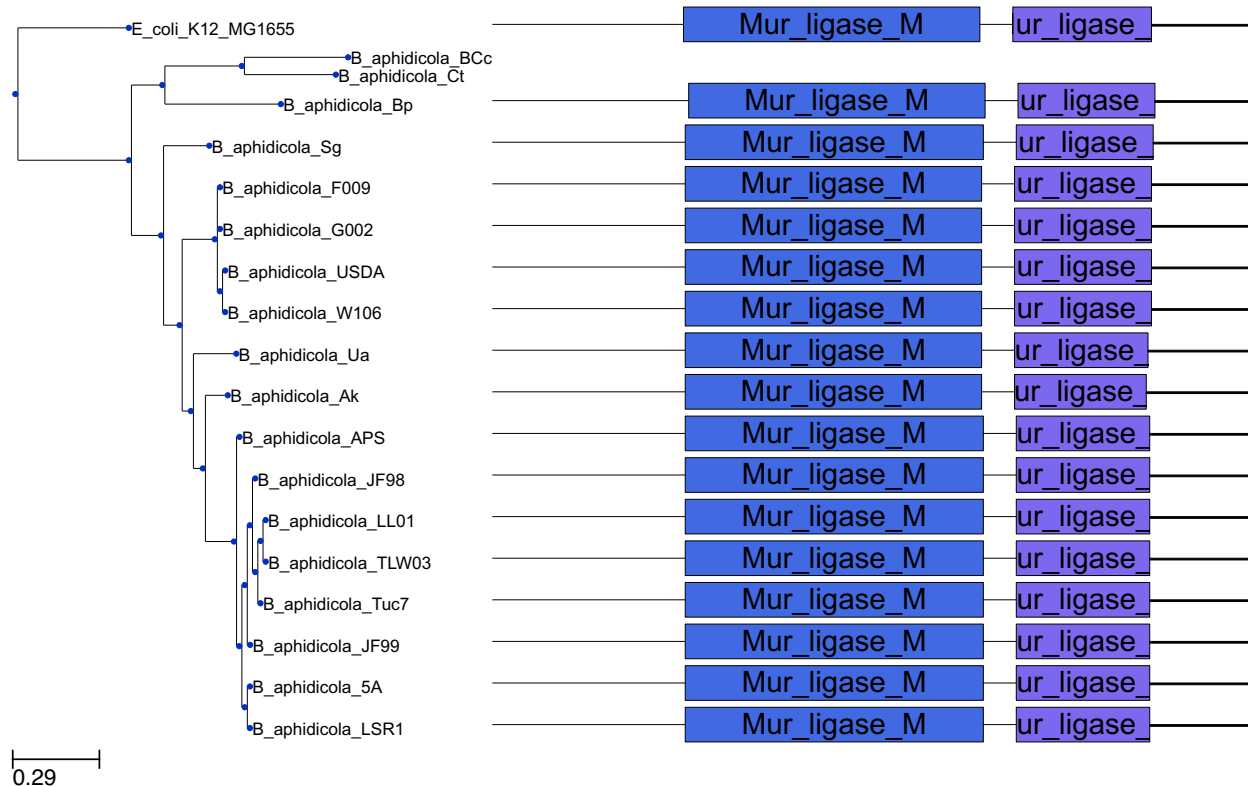 E_coli_K12_MG1655 Mur_ligase_M ur_ligase_
B_aphidicola_BCc
B_aphidicola_Ct
B_aphidicola_Bp Mur_ligase_M ur_ligase_
B_aphidicola_Sg Mur_ligase_M ur_ligase_
B_aphidicola_F009 Mur_ligase_M ur_ligase_
B_aphidicola_G002 Mur_ligase_M ur_ligase_
B_aphidicola_USDA Mur_ligase_M ur_ligase_
B_aphidicola_W106 Mur_ligase_M ur_ligase_
B_aphidicola_Ua Mur_ligase_M ur_ligase_
B_aphidicola_Ak Mur_ligase_M ur_ligase_
B_aphidicola_APS Mur_ligase_M ur_ligase_
B_aphidicola_JF98 Mur_ligase_M ur_ligase_
B_aphidicola_LL01 Mur_ligase_M ur_ligase_
B_aphidicola_TLW03 Mur_ligase_M ur_ligase_
B_aphidicola_Tuc7 Mur_ligase_M ur_ligase_
B_aphidicola_JF99 Mur_ligase_M ur_ligase_
B_aphidicola_5A Mur_ligase_M ur_ligase_
B_aphidicola_LSR1 Mur_ligase_M ur_ligase_
0.29